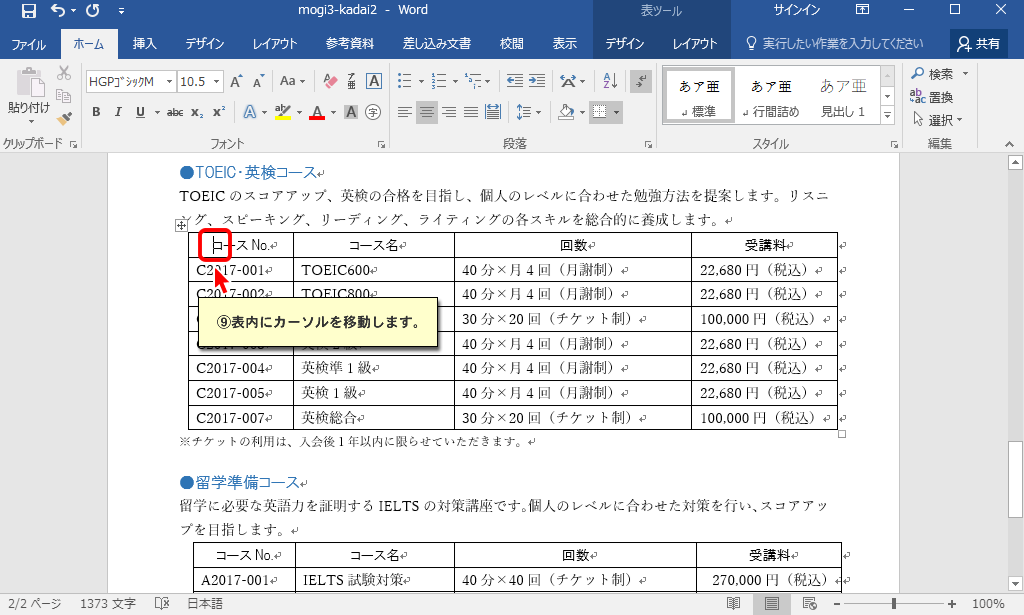 mogi3-kadai2 - Word
表ツール
サインイン
ファイル ホーム 挿入 デザイン レイアウト 参考資料 差し込み文書 校閲 表示 デザイン レイアウト 実行したい作業を入力してください 共有
貼り付け
HGPｺﾞｼｯｸM 10.5 A A Aa A
B I U abc x₂ x² A aly A A 字
あア亜 あア亜 あア亜
標準 行間詰め 見出し 1
検索
置換
選択
クリップボード フォント 段落 スタイル 編集
●TOEIC・英検コース
TOEIC のスコアアップ、英検の合格を目指し、個人のレベルに合わせた勉強方法を提案します。リスニ
ング、スピーキング、リーディング、ライティングの各スキルを総合的に養成します。
コース No. コース名 回数 受講料
C2017-001 TOEIC600 40 分×月 4 回（月謝制） 22,680 円（税込）
C2017-002 TOEIC800 40 分×月 4 回（月謝制） 22,680 円（税込）
30 分×20 回（チケット制） 100,000 円（税込）
40 分×月 4 回（月謝制） 22,680 円（税込）
⑨表内にカーソルを移動します。
C2017-004 英検準 1 級 40 分×月 4 回（月謝制） 22,680 円（税込）
C2017-005 英検 1 級 40 分×月 4 回（月謝制） 22,680 円（税込）
C2017-007 英検総合 30 分×20 回（チケット制） 100,000 円（税込）
※チケットの利用は、入会後 1 年以内に限らせていただきます。
●留学準備コース
留学に必要な英語力を証明する IELTS の対策講座です。個人のレベルに合わせた対策を行い、スコアアッ
プを目指します。
コース No. コース名 回数 受講料
A2017-001 IELTS 試験対策 40 分×40 回（チケット制） 270,000 円（税込）
2/2 ページ 1373 文字 日本語 100%